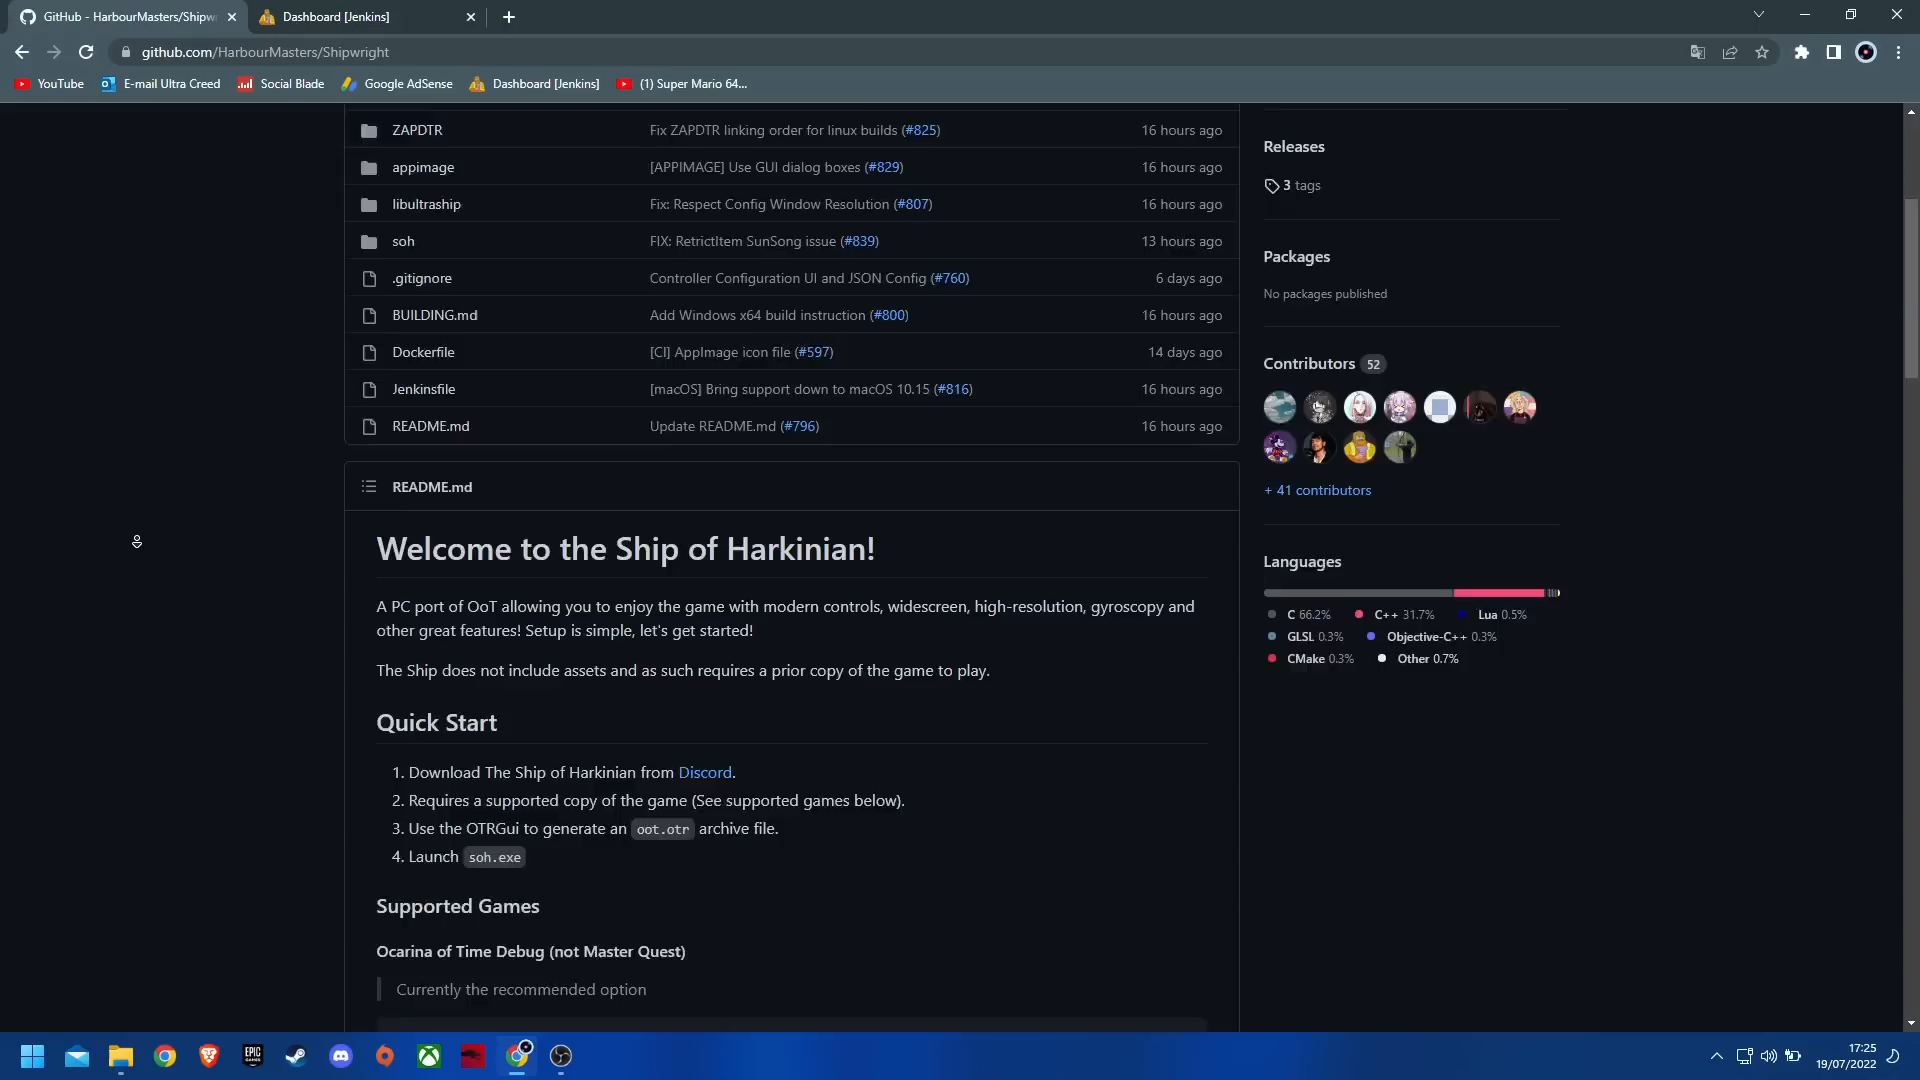 GitHub - HarbourMasters/Shipw
Dashboard [Jenkins]
github.com/HarbourMasters/Shipwright
YouTube
E-mail Ultra Creed
Social Blade
Google AdSense
Dashboard [Jenkins]
(1) Super Mario 64...
ZAPDTR Fix ZAPDTR linking order for linux builds (#825) 16 hours ago
appimage [APPIMAGE] Use GUI dialog boxes (#829) 16 hours ago
libultraship Fix: Respect Config Window Resolution (#807) 16 hours ago
soh FIX: RetrictItem SunSong issue (#839) 13 hours ago
.gitignore Controller Configuration UI and JSON Config (#760) 6 days ago
BUILDING.md Add Windows x64 build instruction (#800) 16 hours ago
Dockerfile [CI] AppImage icon file (#597) 14 days ago
Jenkinsfile [macOS] Bring support down to macOS 10.15 (#816) 16 hours ago
README.md Update README.md (#796) 16 hours ago
README.md
Welcome to the Ship of Harkinian!
A PC port of OoT allowing you to enjoy the game with modern controls, widescreen, high-resolution, gyroscopy and
other great features! Setup is simple, let's get started!
The Ship does not include assets and as such requires a prior copy of the game to play.
Quick Start
1. Download The Ship of Harkinian from Discord.
2. Requires a supported copy of the game (See supported games below).
3. Use the OTRGui to generate an oot.otr archive file.
4. Launch soh.exe
Supported Games
Ocarina of Time Debug (not Master Quest)
Currently the recommended option
Releases
3 tags
Packages
No packages published
Contributors 52
+ 41 contributors
Languages
C 66.2% C++ 31.7% Lua 0.5%
GLSL 0.3% Objective-C++ 0.3%
CMake 0.3% Other 0.7%
EPIC
GAMES
17:25
19/07/2022